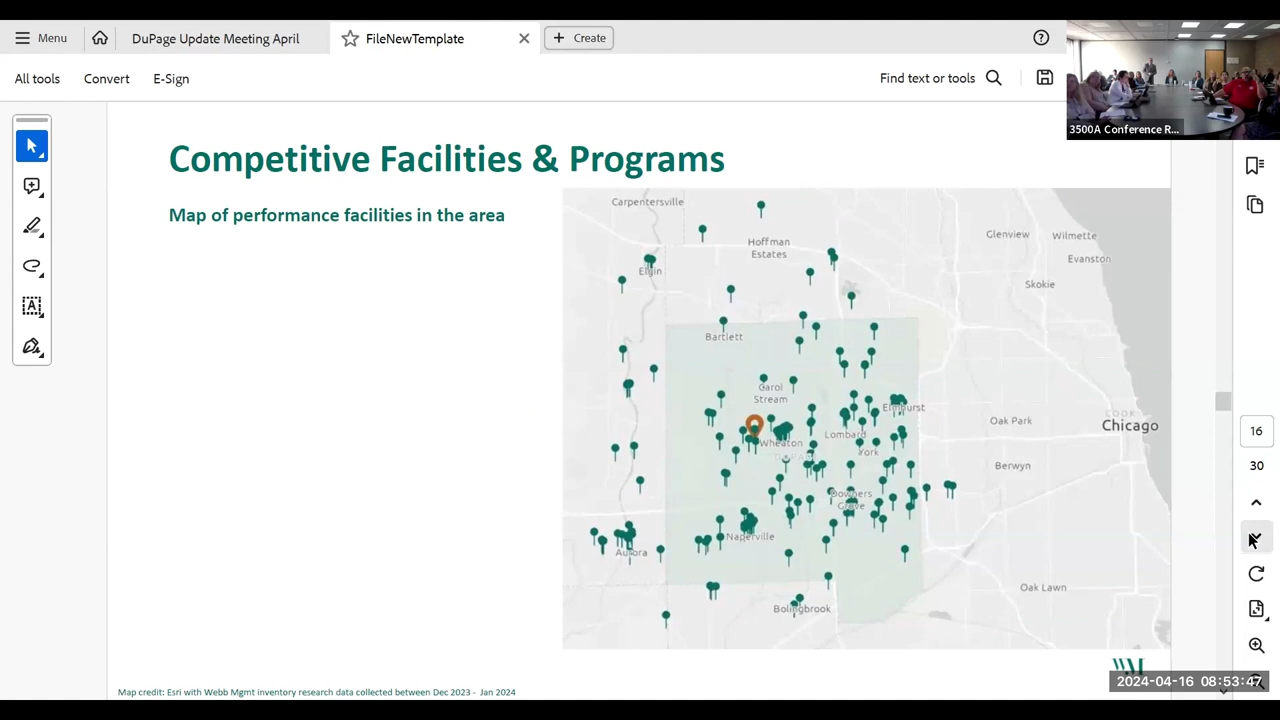 Menu
DuPage Update Meeting April
FileNewTemplate
Create
All tools
Convert
E-Sign
Find text or tools
3500A Conference R...
Competitive Facilities & Programs
Map of performance facilities in the area
Carpentersville
Hoffman
Estates
Glenview
Wilmette
Evanston
Elgin
Skokie
Bartlett
Carol
Stream
Elmhurst
COOK
Oak Park
Chicago
Lombard
Wheaton
York
Berwyn
Downers
Grove
Naperville
Aurora
Oak Lawn
Bolingbrook
16
30
WM
Map credit: Esri with Webb Mgmt inventory research data collected between Dec 2023 - Jan 2024
2024-04-16 08:53:47